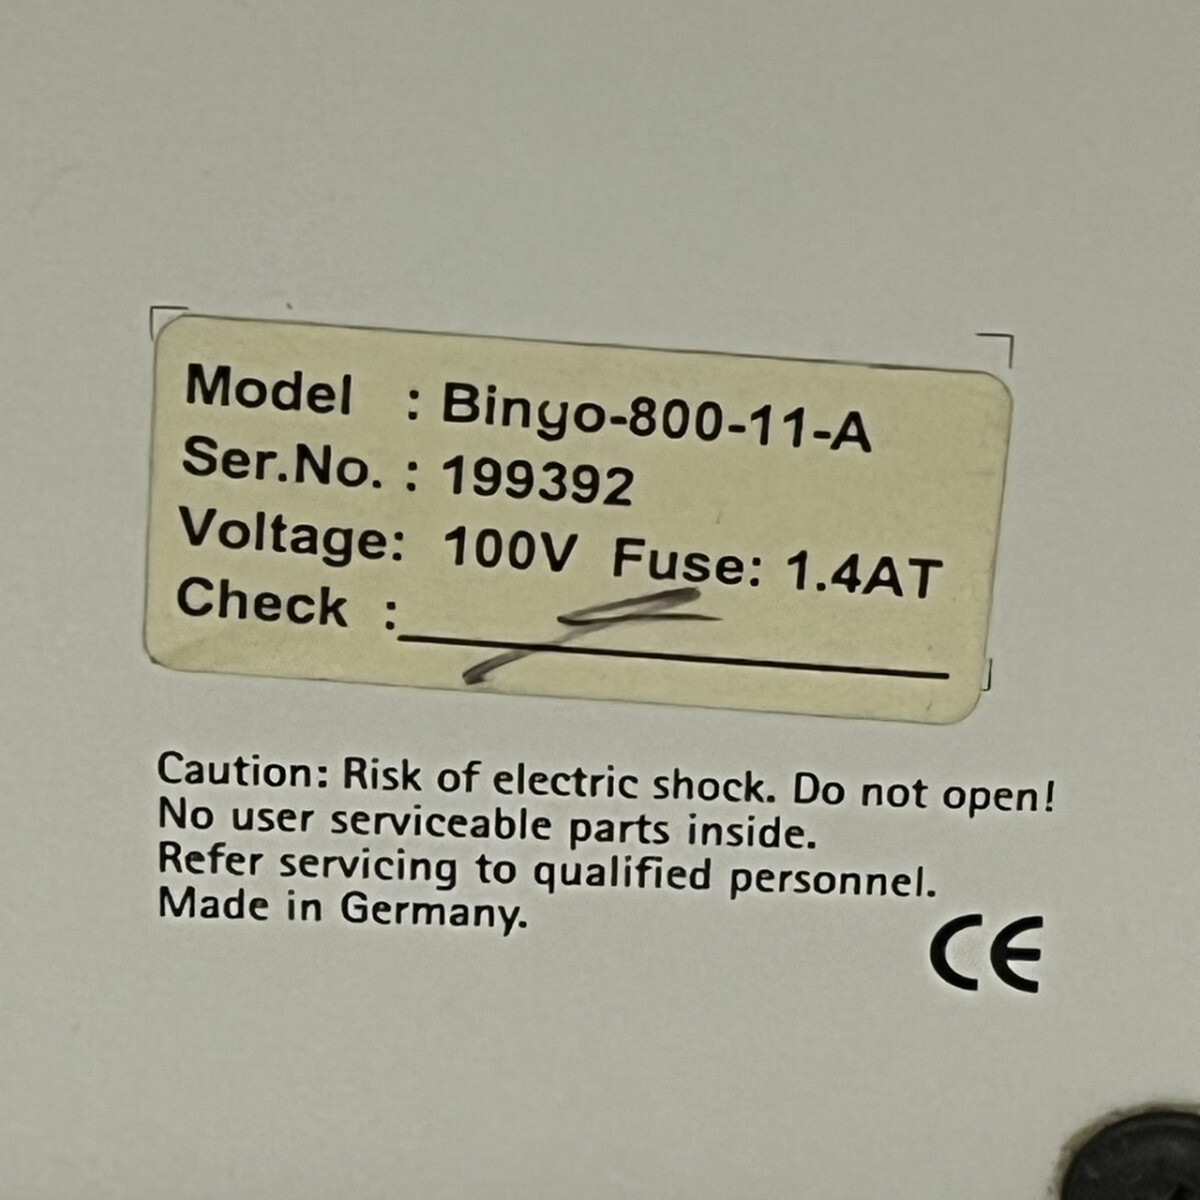 Model : Binyo-800-11-A
Ser.No. : 199392
Voltage: 100V Fuse: 1.4AT
Check :
Caution: Risk of electric shock. Do not open!
No user serviceable parts inside.
Refer servicing to qualified personnel.
Made in Germany.
CE